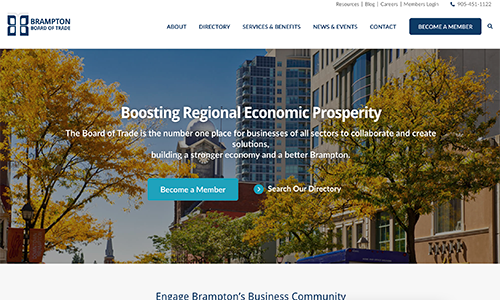 Resources | Blog | Careers | Members Login 905-451-1122
BRAMPTON
BOARD OF TRADE
ABOUT DIRECTORY SERVICES & BENEFITS NEWS & EVENTS CONTACT BECOME A MEMBER
Boosting Regional Economic Prosperity
The Board of Trade is the number one place for businesses of all sectors to collaborate and create
solutions,
building a stronger economy and a better Brampton.
Become a Member Search Our Directory
Engage Brampton's Business Community